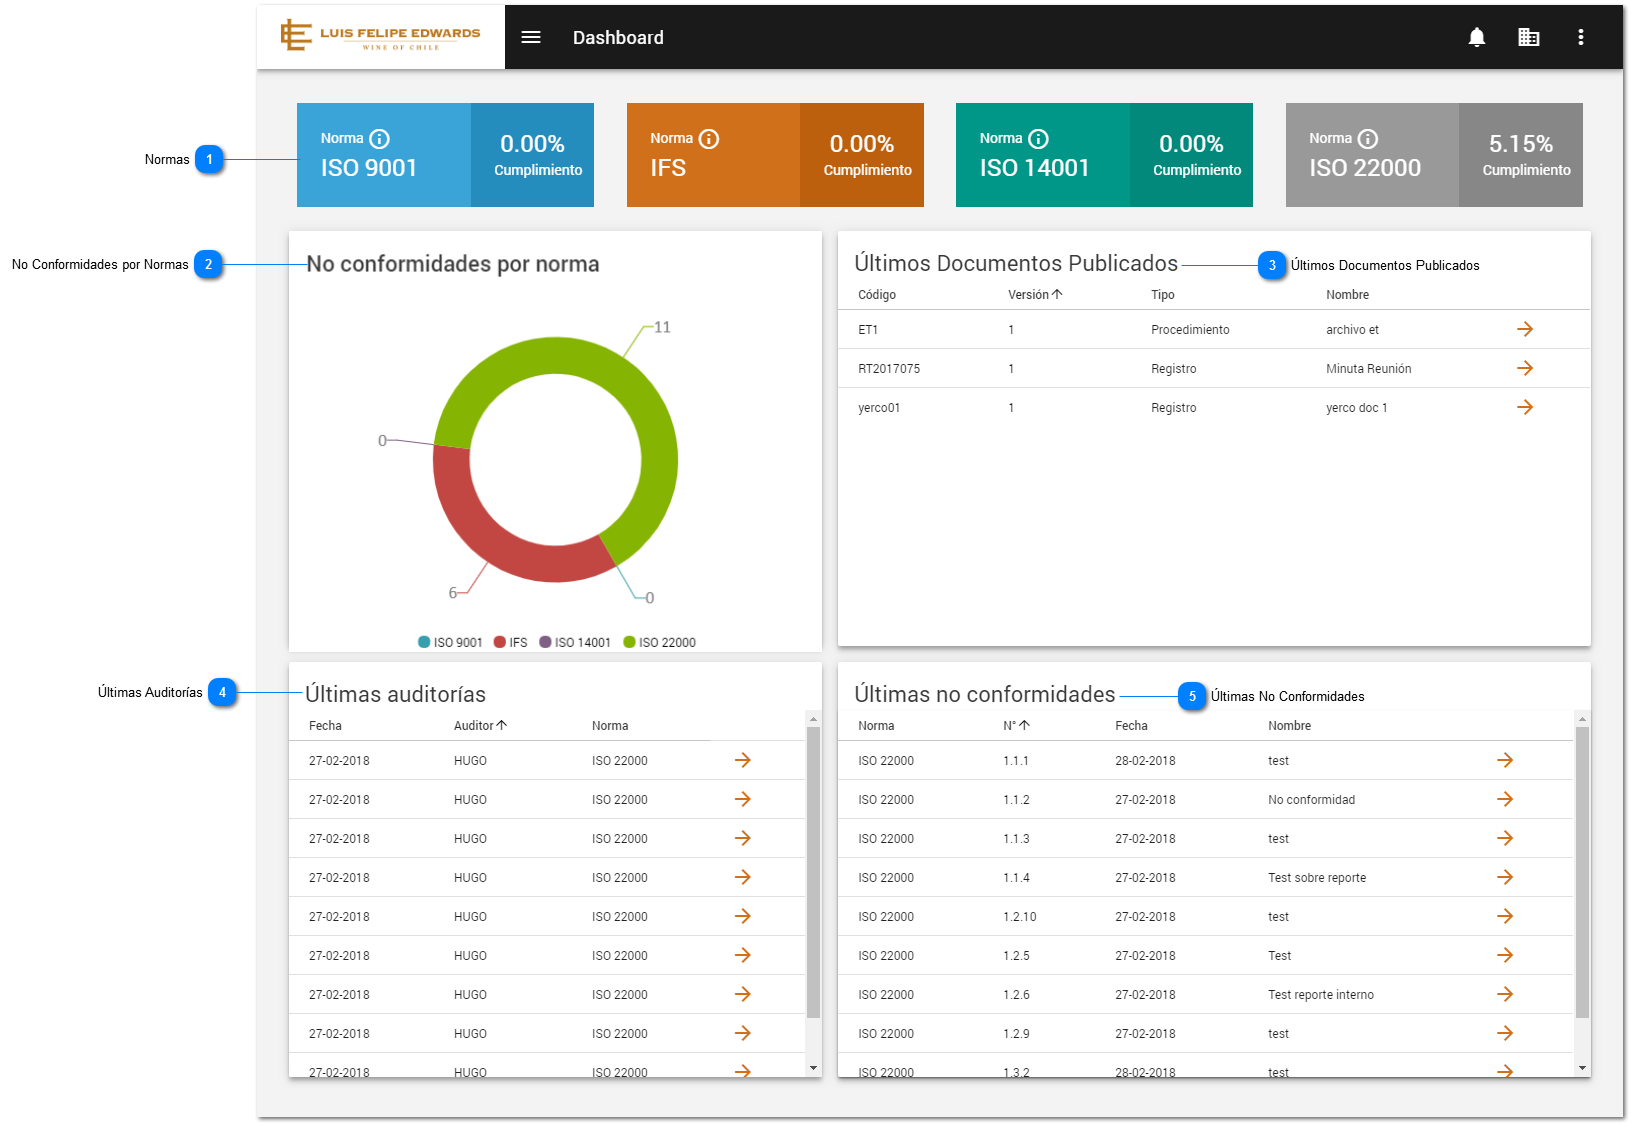 LUIS FELIPE EDWARDS
WINE OF CHILE
Dashboard
Normas 1
Norma
ISO 9001
0.00%
Cumplimiento
Norma
IFS
0.00%
Cumplimiento
Norma
ISO 14001
0.00%
Cumplimiento
Norma
ISO 22000
5.15%
Cumplimiento
No Conformidades por Normas 2
No conformidades por norma
11
0
6
0
ISO 9001 IFS ISO 14001 ISO 22000
Últimos Documentos Publicados 3 Últimos Documentos Publicados
Código Versión Tipo Nombre
ET1 1 Procedimiento archivo et
RT2017075 1 Registro Minuta Reunión
yerco01 1 Registro yerco doc 1
Últimas Auditorías 4
Últimas auditorías
Fecha Auditor Norma
27-02-2018 HUGO ISO 22000
27-02-2018 HUGO ISO 22000
27-02-2018 HUGO ISO 22000
27-02-2018 HUGO ISO 22000
27-02-2018 HUGO ISO 22000
27-02-2018 HUGO ISO 22000
27-02-2018 HUGO ISO 22000
27-02-2018 HUGO ISO 22000
27-02-2018 HUGO ISO 22000
Últimas no conformidades 5 Últimas No Conformidades
Norma N° Fecha Nombre
ISO 22000 1.1.1 28-02-2018 test
ISO 22000 1.1.2 27-02-2018 No conformidad
ISO 22000 1.1.3 27-02-2018 test
ISO 22000 1.1.4 27-02-2018 Test sobre reporte
ISO 22000 1.2.10 27-02-2018 test
ISO 22000 1.2.5 27-02-2018 Test
ISO 22000 1.2.6 27-02-2018 Test reporte interno
ISO 22000 1.2.9 27-02-2018 test
ISO 22000 1.3.2 28-02-2018 test